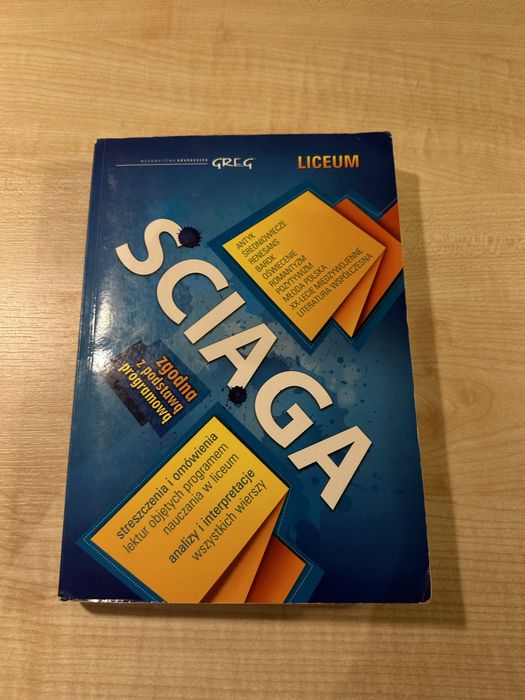 WYDAWNICTWO KRAKOWSKIE GREG
LICEUM
ANTYK
ŚREDNIOWIECZE
RENESANS
BAROK
OŚWIECENIE
ROMANTYZM
POZYTYWIZM
MŁODA POLSKA
XX-LECIE MIĘDZYWOJENNE
LITERATURA WSPÓŁCZESNA
ŚCIĄGA
zgodna
z podstawą
programową
streszczenia i omówienia
lektur objętych programem
nauczania w liceum
analizy i interpretacje
wszystkich wierszy